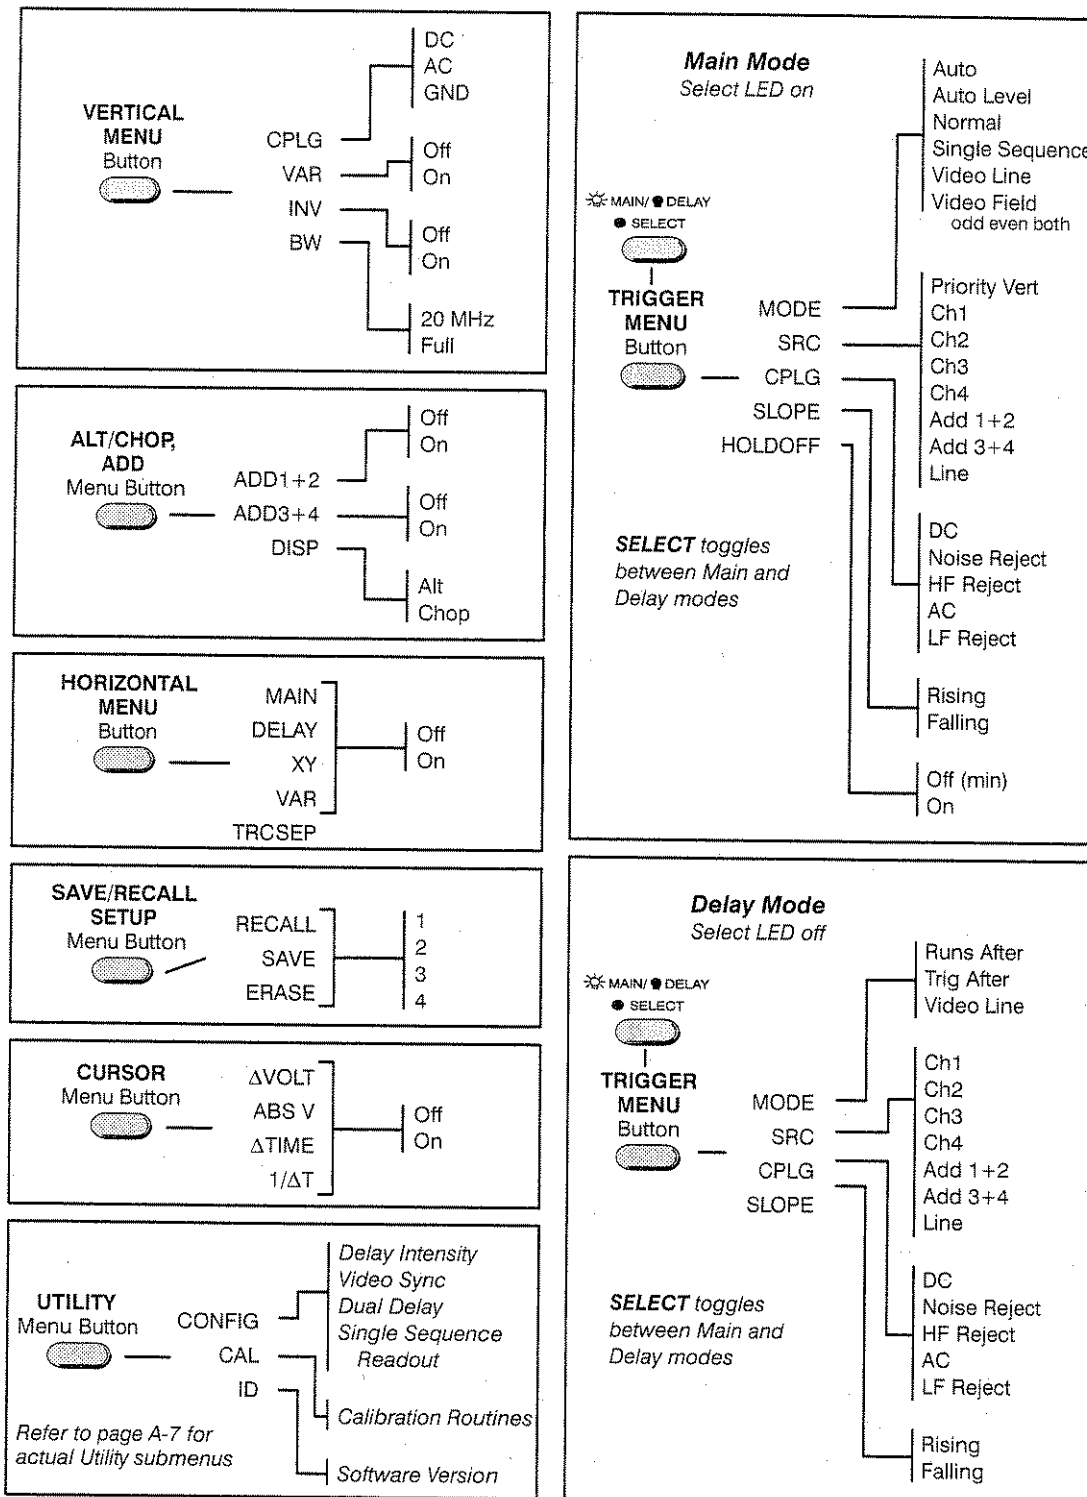 VERTICAL
MENU
Button
CPLG
VAR
INV
BW
DC
AC
GND
Off
On
Off
On
20 MHz
Full
ALT/CHOP,
ADD
Menu Button
ADD1+2
ADD3+4
DISP
Off
On
Off
On
Alt
Chop
HORIZONTAL
MENU
Button
MAIN
DELAY
XY
VAR
TRCSEP
Off
On
SAVE/RECALL
SETUP
Menu Button
RECALL
SAVE
ERASE
1
2
3
4
CURSOR
Menu Button
ΔVOLT
ABS V
ΔTIME
1/ΔT
Off
On
UTILITY
Menu Button
CONFIG
CAL
ID
Delay Intensity
Video Sync
Dual Delay
Single Sequence
Readout
Calibration Routines
Software Version
Refer to page A-7 for
actual Utility submenus
Main Mode
Select LED on
MAIN/ DELAY
SELECT
TRIGGER
MENU
Button
MODE
SRC
CPLG
SLOPE
HOLDOFF
Auto
Auto Level
Normal
Single Sequence
Video Line
Video Field
odd even both
Priority Vert
Ch1
Ch2
Ch3
Ch4
Add 1+2
Add 3+4
Line
DC
Noise Reject
HF Reject
AC
LF Reject
Rising
Falling
Off (min)
On
SELECT toggles
between Main and
Delay modes
Delay Mode
Select LED off
MAIN/ DELAY
SELECT
TRIGGER
MENU
Button
MODE
SRC
CPLG
SLOPE
Runs After
Trig After
Video Line
Ch1
Ch2
Ch3
Ch4
Add 1+2
Add 3+4
Line
DC
Noise Reject
HF Reject
AC
LF Reject
Rising
Falling
SELECT toggles
between Main and
Delay modes